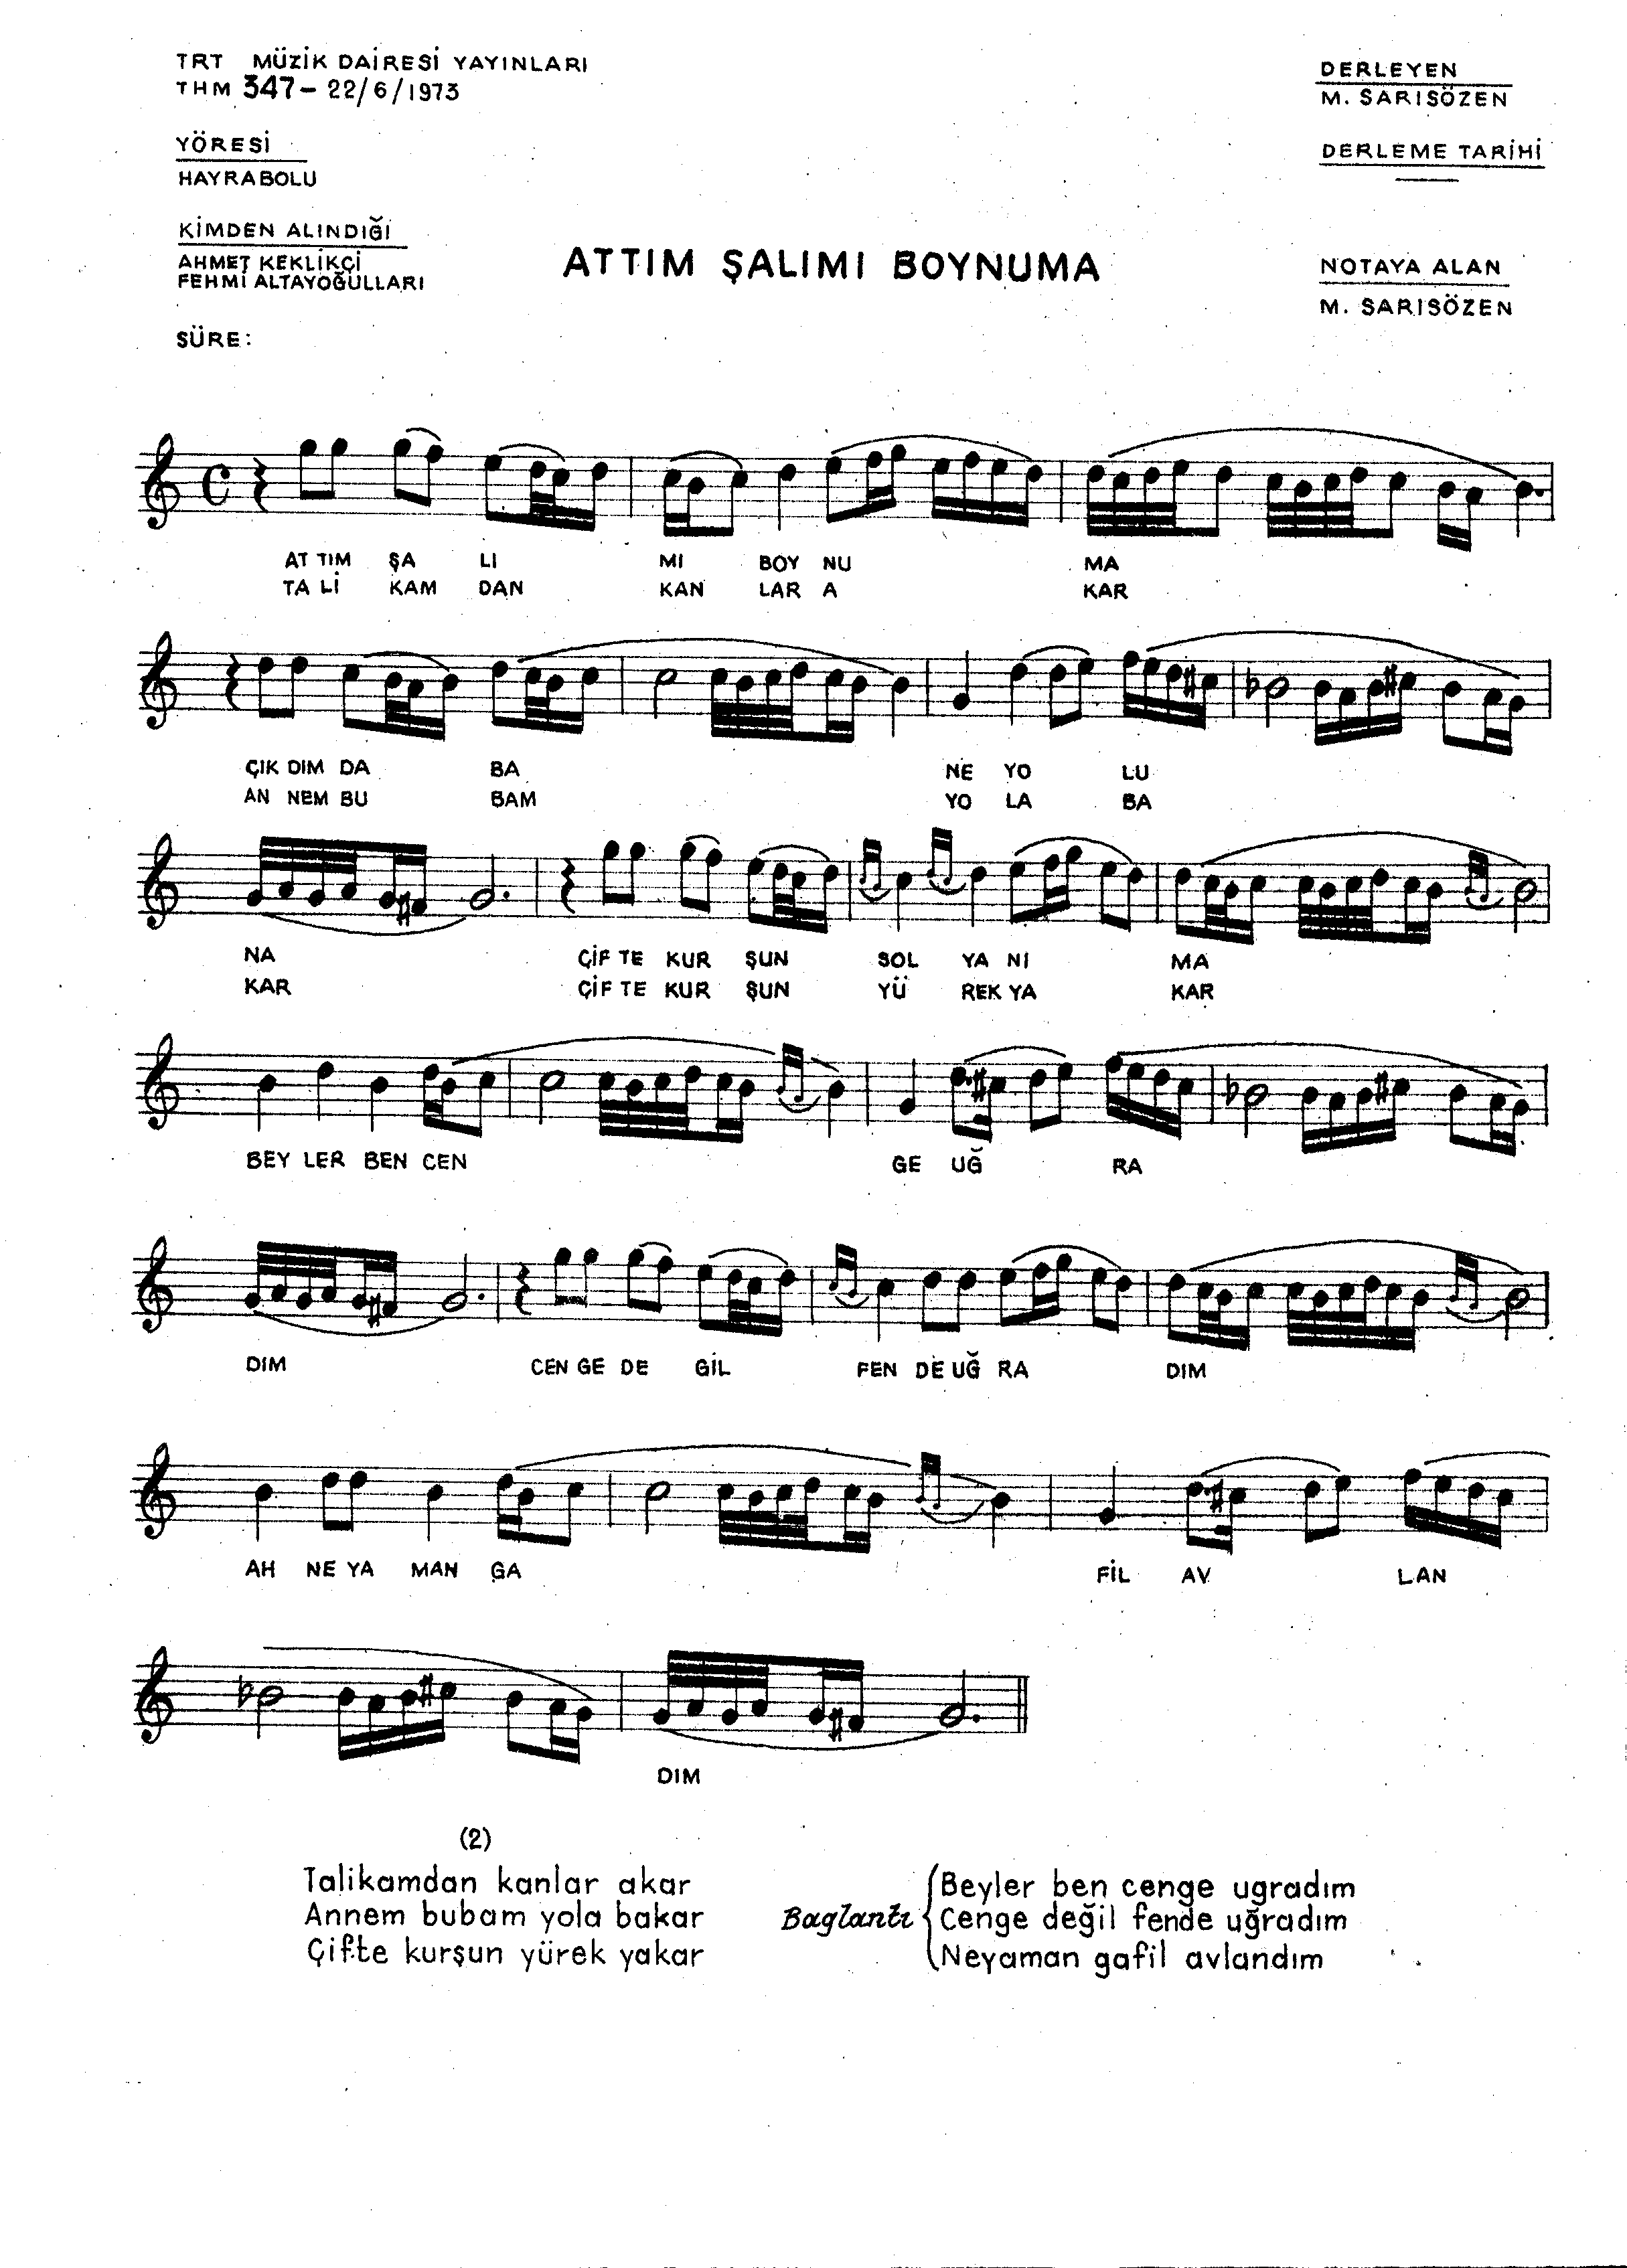 TRT MÜZİK DAİRESİ YAYINLARI
THM 347- 22/6/1973
DERLEYEN
M. SARISÖZEN
YÖRESİ
HAYRABOLU
DERLEME TARİHİ
KİMDEN ALINDIĞI
AHMET KEKLİKÇİ
FEHMİ ALTAYOĞULLARI
ATTIM ŞALIMI BOYNUMA
NOTAYA ALAN
M. SARISÖZEN
SÜRE:
AT TIM ŞA LI MI BOY NU MA
TA Lİ KAM DAN KAN LAR A KAR
ÇIK DIM DA BA NE YO LU
AN NEM BU BAM YO LA BA
NA ÇİF TE KUR ŞUN SOL YA NI MA
KAR ÇİF TE KUR ŞUN YÜ REK YA KAR
BEY LER BEN CEN GE UĞ RA
DIM CEN GE DE GİL FEN DE UĞ RA DIM
AH NE YA MAN GA FİL AV LAN
DIM
(2)
Talikamdan kanlar akar
Annem bubam yola bakar
Çifte kurşun yürek yakar
Baglantı
Beyler ben cenge ugradım
Cenge değil fende uğradım
Neyaman gafil avlandım